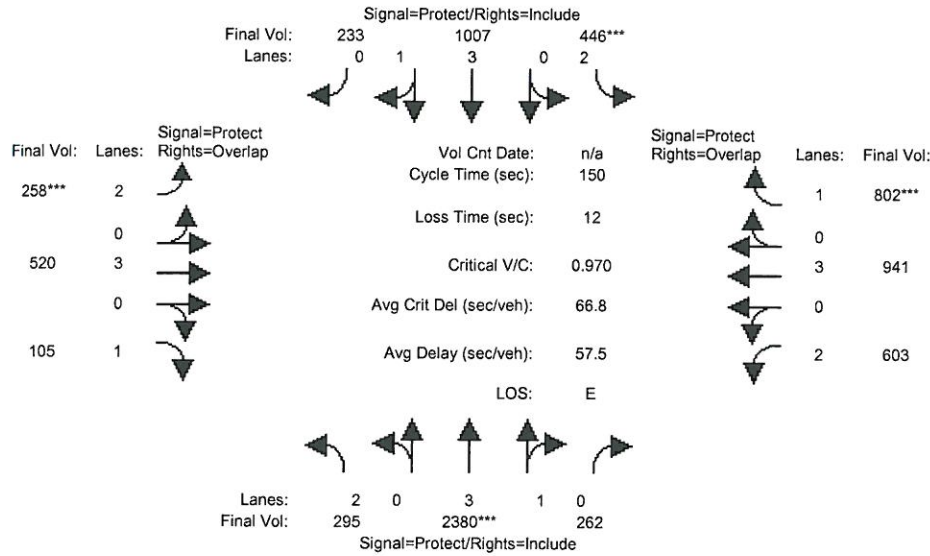 Signal=Protect/Rights=Include
Final Vol: 233 1007 446***
Lanes: 0 1 3 0 2
Signal=Protect
Final Vol: Lanes: Rights=Overlap
Vol Cnt Date: n/a
Cycle Time (sec): 150
Signal=Protect
Rights=Overlap Lanes: Final Vol:
258*** 2
1 802***
Loss Time (sec): 12
0
0
520 3
Critical V/C: 0.970
3 941
0
Avg Crit Del (sec/veh): 66.8
0
105 1
Avg Delay (sec/veh): 57.5
2 603
LOS: E
Lanes: 2 0 3 1 0
Final Vol: 295 2380*** 262
Signal=Protect/Rights=Include